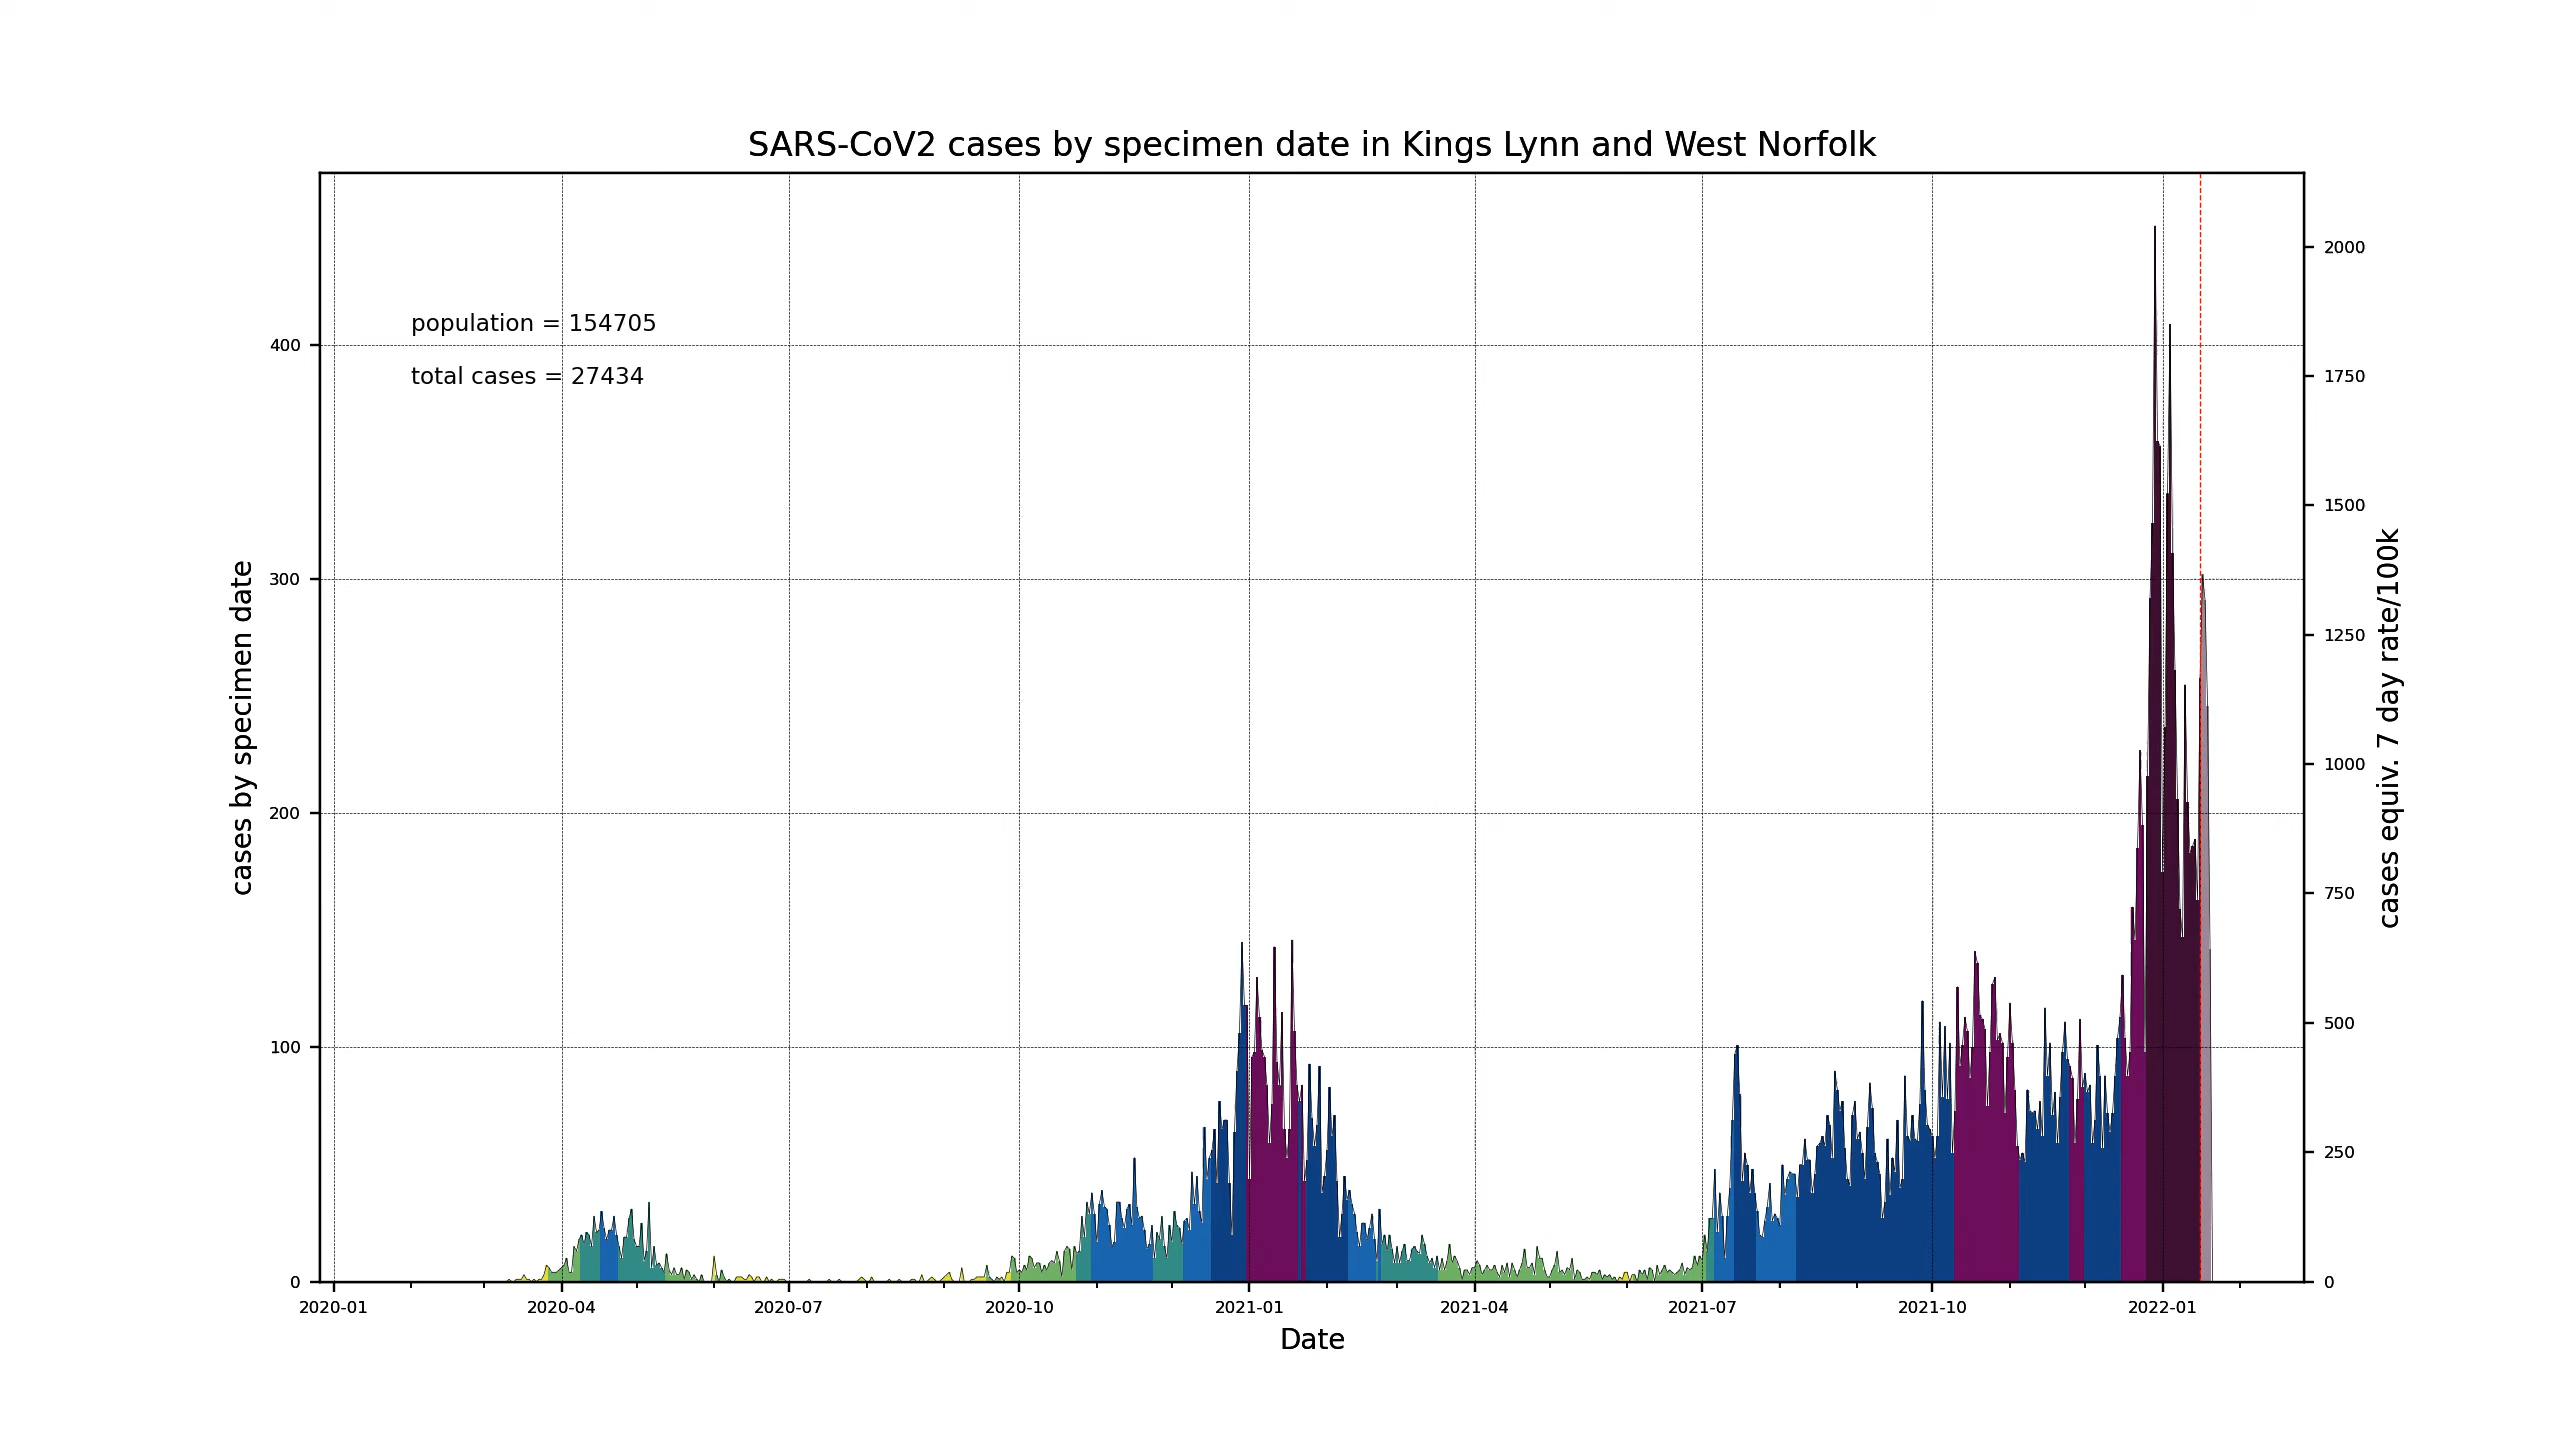 SARS-CoV2 cases by specimen date in Kings Lynn and West Norfolk
population = 154705
total cases = 27434
cases by specimen date
400
300
200
100
0
2000
1750
1500
1250
1000
750
500
250
0
cases equiv. 7 day rate/100k
2020-01 2020-04 2020-07 2020-10 2021-01 2021-04 2021-07 2021-10 2022-01
Date